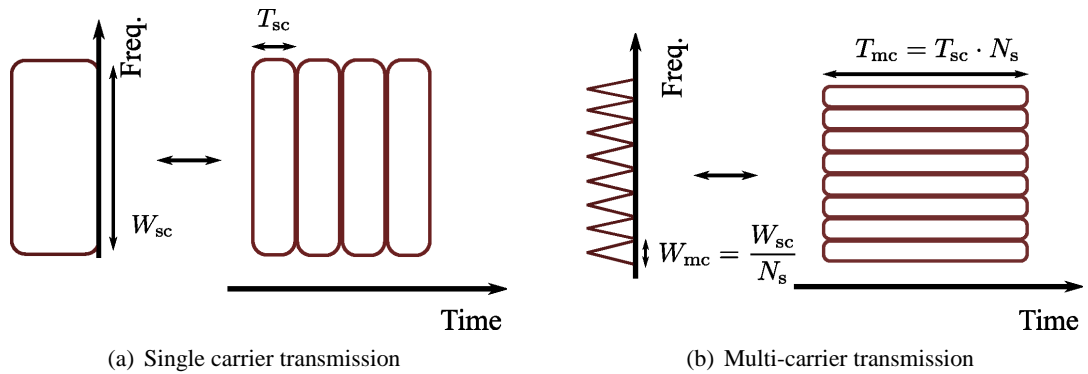 T_sc
Freq.
W_sc
Time
(a) Single carrier transmission
Freq.
T_mc = T_sc · N_s
W_mc = W_sc / N_s
Time
(b) Multi-carrier transmission